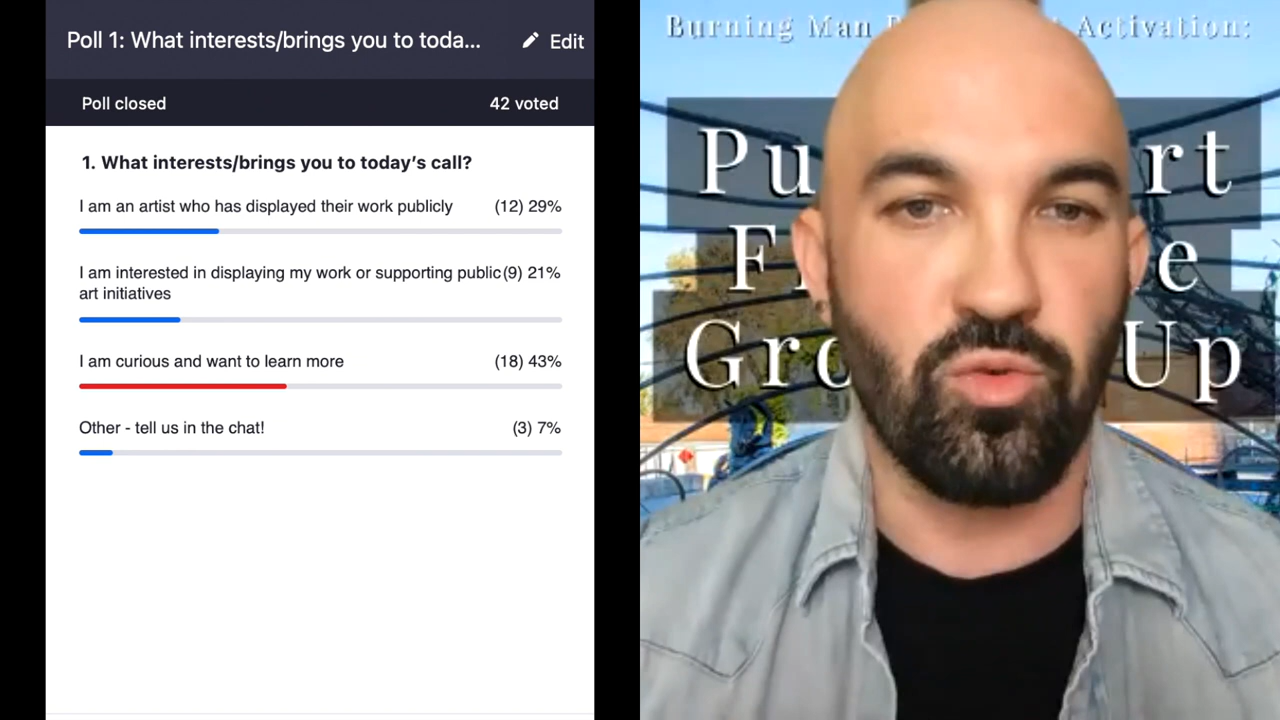 Poll 1: What interests/brings you to toda...
Edit
Poll closed
42 voted
1. What interests/brings you to today’s call?
I am an artist who has displayed their work publicly
(12) 29%
I am interested in displaying my work or supporting public (9) 21%
art initiatives
I am curious and want to learn more
(18) 43%
Other - tell us in the chat!
(3) 7%
Burning Man Activation:
Pu rt
F e
Gro Up